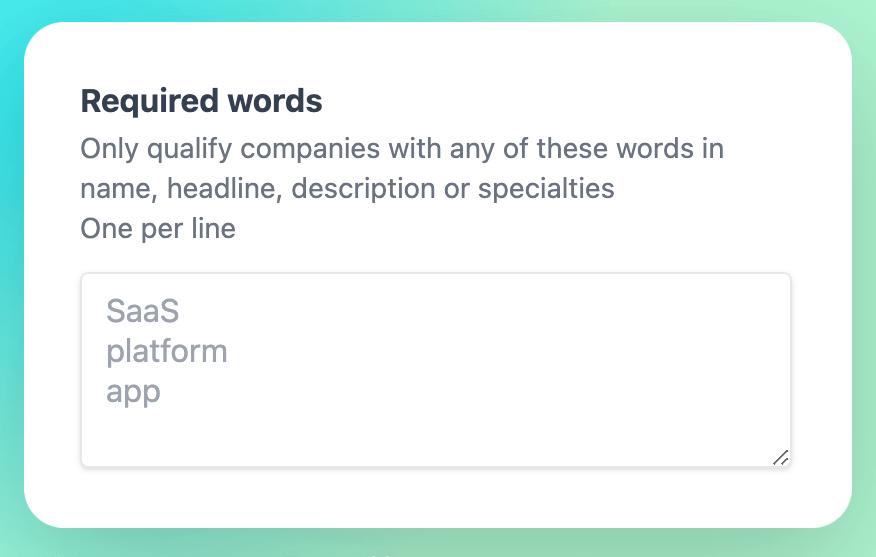 Required words
Only qualify companies with any of these words in
name, headline, description or specialties
One per line
SaaS
platform
app